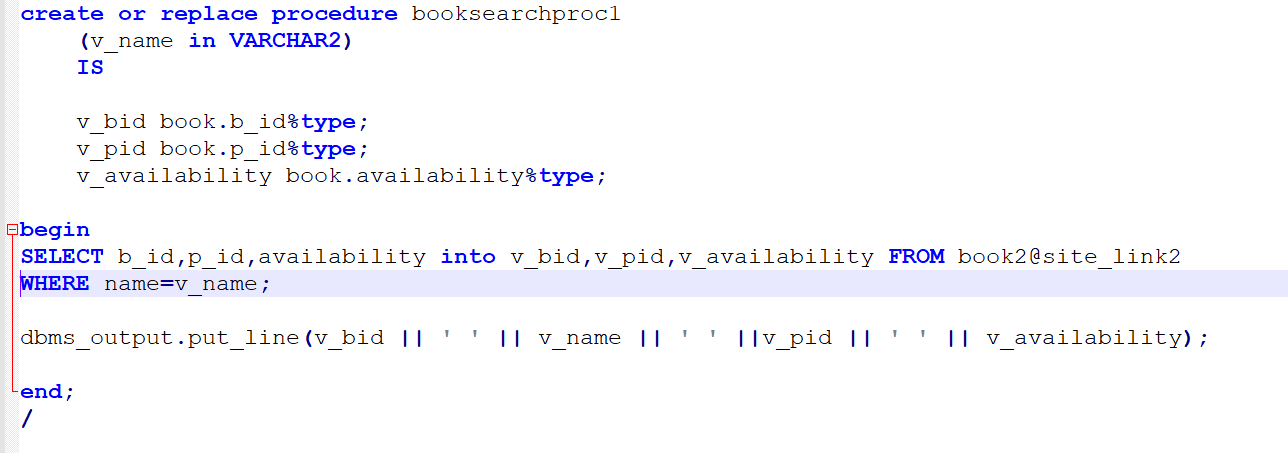 create or replace procedure booksearchproc1
(v_name in VARCHAR2)
IS
v_bid book.b_id%type;
v_pid book.p_id%type;
v_availability book.availability%type;
begin
SELECT b_id,p_id,availability into v_bid,v_pid,v_availability FROM book2@site_link2
WHERE name=v_name;
dbms_output.put_line(v_bid || ' ' || v_name || ' ' ||v_pid || ' ' || v_availability);
end;
/